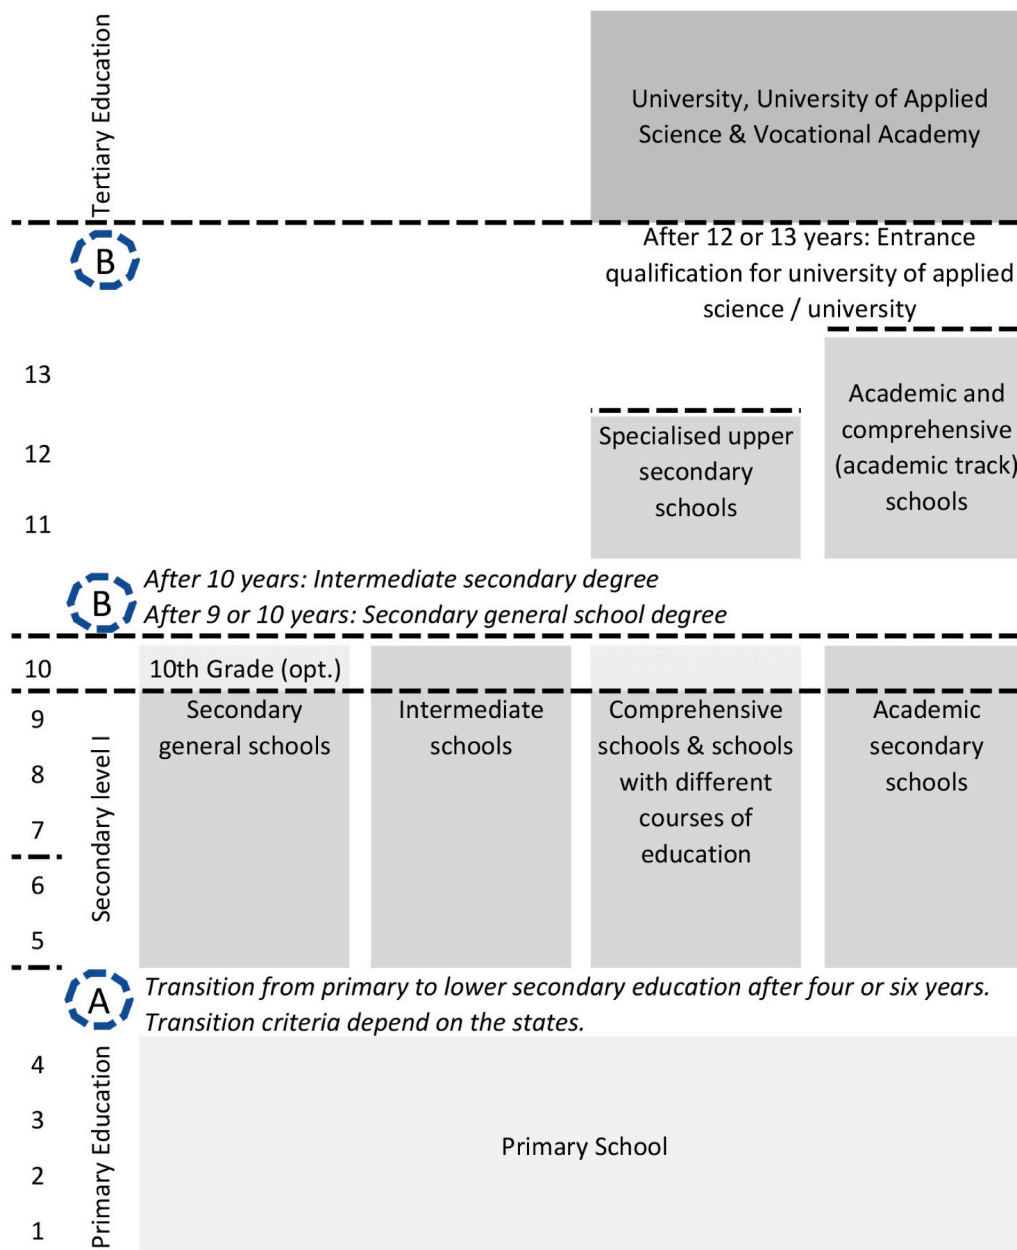 Tertiary Education
University, University of Applied
Science & Vocational Academy
B
After 12 or 13 years: Entrance
qualification for university of applied
science / university
13
12
11
Specialised upper
secondary
schools
Academic and
comprehensive
(academic track)
schools
B
After 10 years: Intermediate secondary degree
After 9 or 10 years: Secondary general school degree
10
10th Grade (opt.)
9
8
7
6
5
Secondary level I
Secondary
general schools
Intermediate
schools
Comprehensive
schools & schools
with different
courses of
education
Academic
secondary
schools
A
Transition from primary to lower secondary education after four or six years.
Transition criteria depend on the states.
4
3
2
1
Primary Education
Primary School